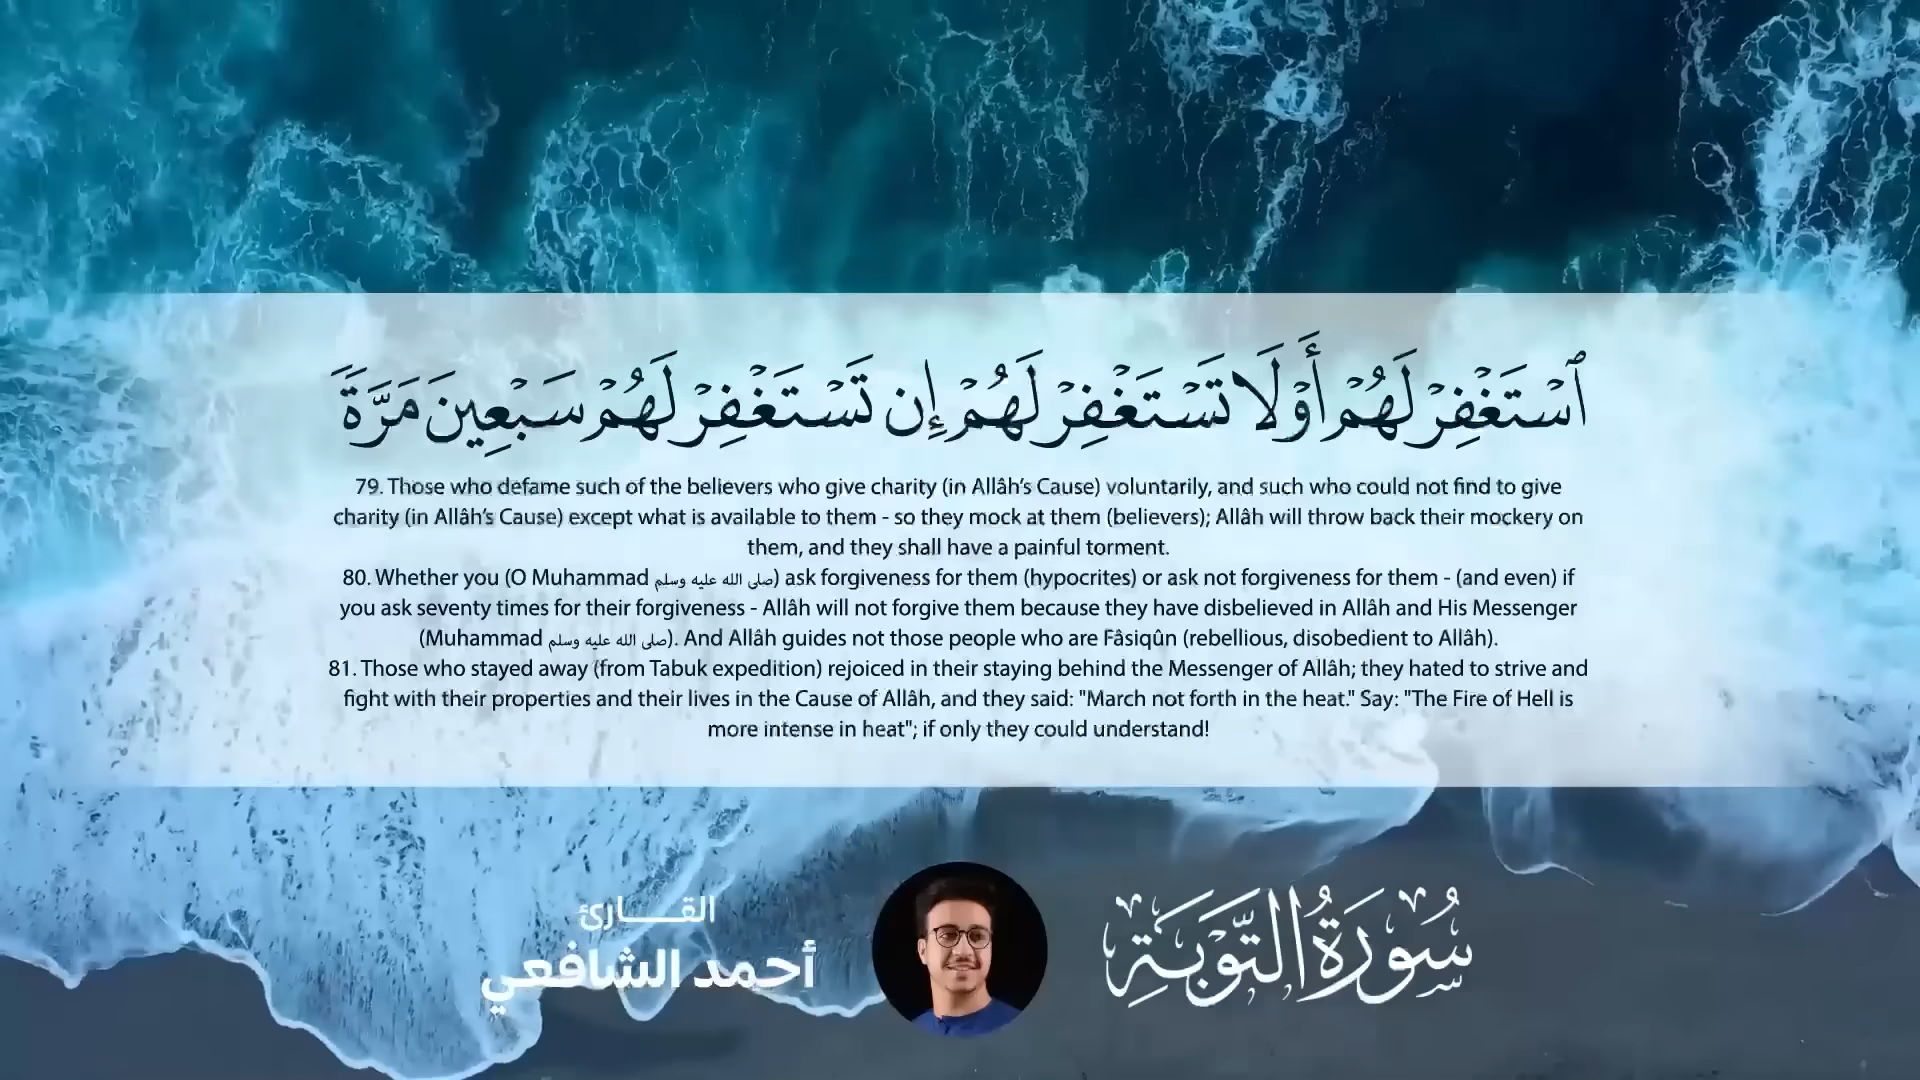 ٱسْتَغْفِرْ لَهُمْ أَوْ لَا تَسْتَغْفِرْ لَهُمْ إِن تَسْتَغْفِرْ لَهُمْ سَبْعِينَ مَرَّةً
79. Those who defame such of the believers who give charity (in Allâh’s Cause) voluntarily, and such who could not find to give
charity (in Allâh’s Cause) except what is available to them - so they mock at them (believers); Allâh will throw back their mockery on
them, and they shall have a painful torment.
80. Whether you (O Muhammad صلى الله عليه وسلم) ask forgiveness for them (hypocrites) or ask not forgiveness for them - (and even) if
you ask seventy times for their forgiveness - Allâh will not forgive them because they have disbelieved in Allâh and His Messenger
(Muhammad صلى الله عليه وسلم). And Allâh guides not those people who are Fâsiqûn (rebellious, disobedient to Allâh).
81. Those who stayed away (from Tabuk expedition) rejoiced in their staying behind the Messenger of Allâh; they hated to strive and
fight with their properties and their lives in the Cause of Allâh, and they said: "March not forth in the heat." Say: "The Fire of Hell is
more intense in heat"; if only they could understand!
سُورَةُ التَّوْبَةِ
القـــارئ
أحمد الشافعي